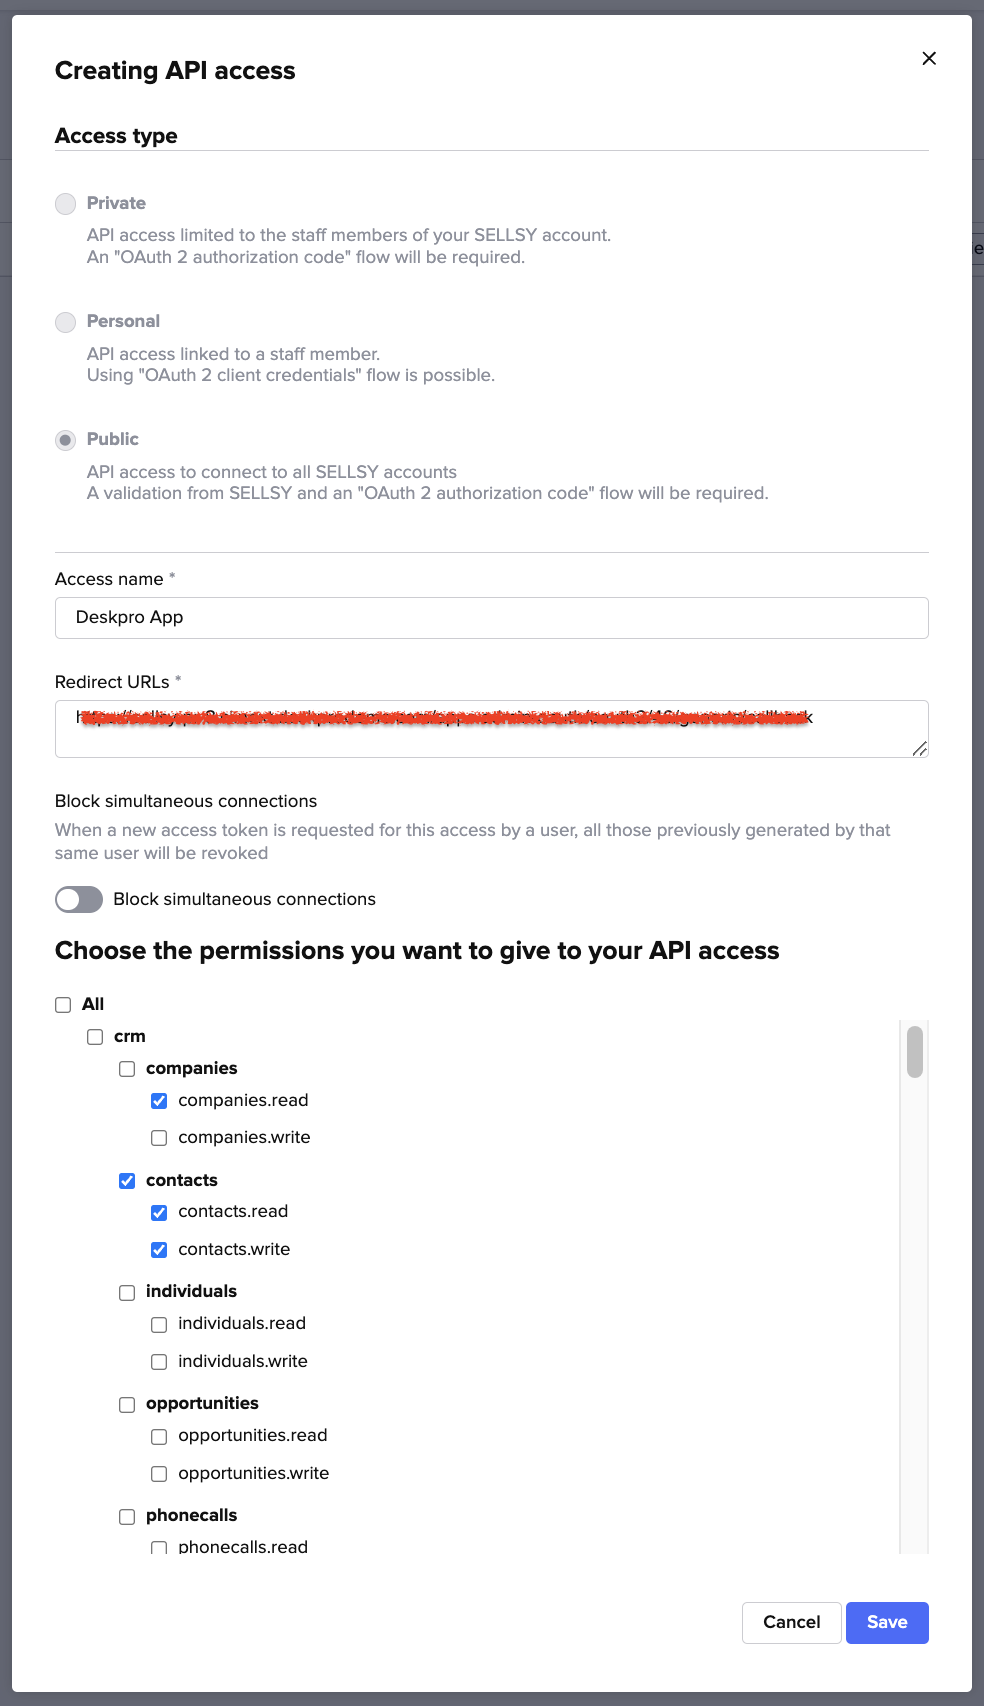 Creating API access
Access type
Private
API access limited to the staff members of your SELLSY account.
An "OAuth 2 authorization code" flow will be required.
Personal
API access linked to a staff member.
Using "OAuth 2 client credentials" flow is possible.
Public
API access to connect to all SELLSY accounts
A validation from SELLSY and an "OAuth 2 authorization code" flow will be required.
Access name *
Deskpro App
Redirect URLs *
Block simultaneous connections
When a new access token is requested for this access by a user, all those previously generated by that
same user will be revoked
Block simultaneous connections
Choose the permissions you want to give to your API access
All
crm
companies
companies.read
companies.write
contacts
contacts.read
contacts.write
individuals
individuals.read
individuals.write
opportunities
opportunities.read
opportunities.write
phonecalls
phonecalls.read
Cancel
Save